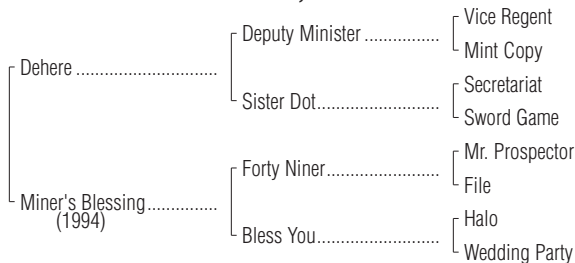 Vice Regent
Deputy Minister ................
Mint Copy
Dehere ..............................
Secretariat
Sister Dot..........................
Sword Game
Mr. Prospector
Forty Niner........................
File
Miner's Blessing...............
(1994)
Halo
Bless You..........................
Wedding Party